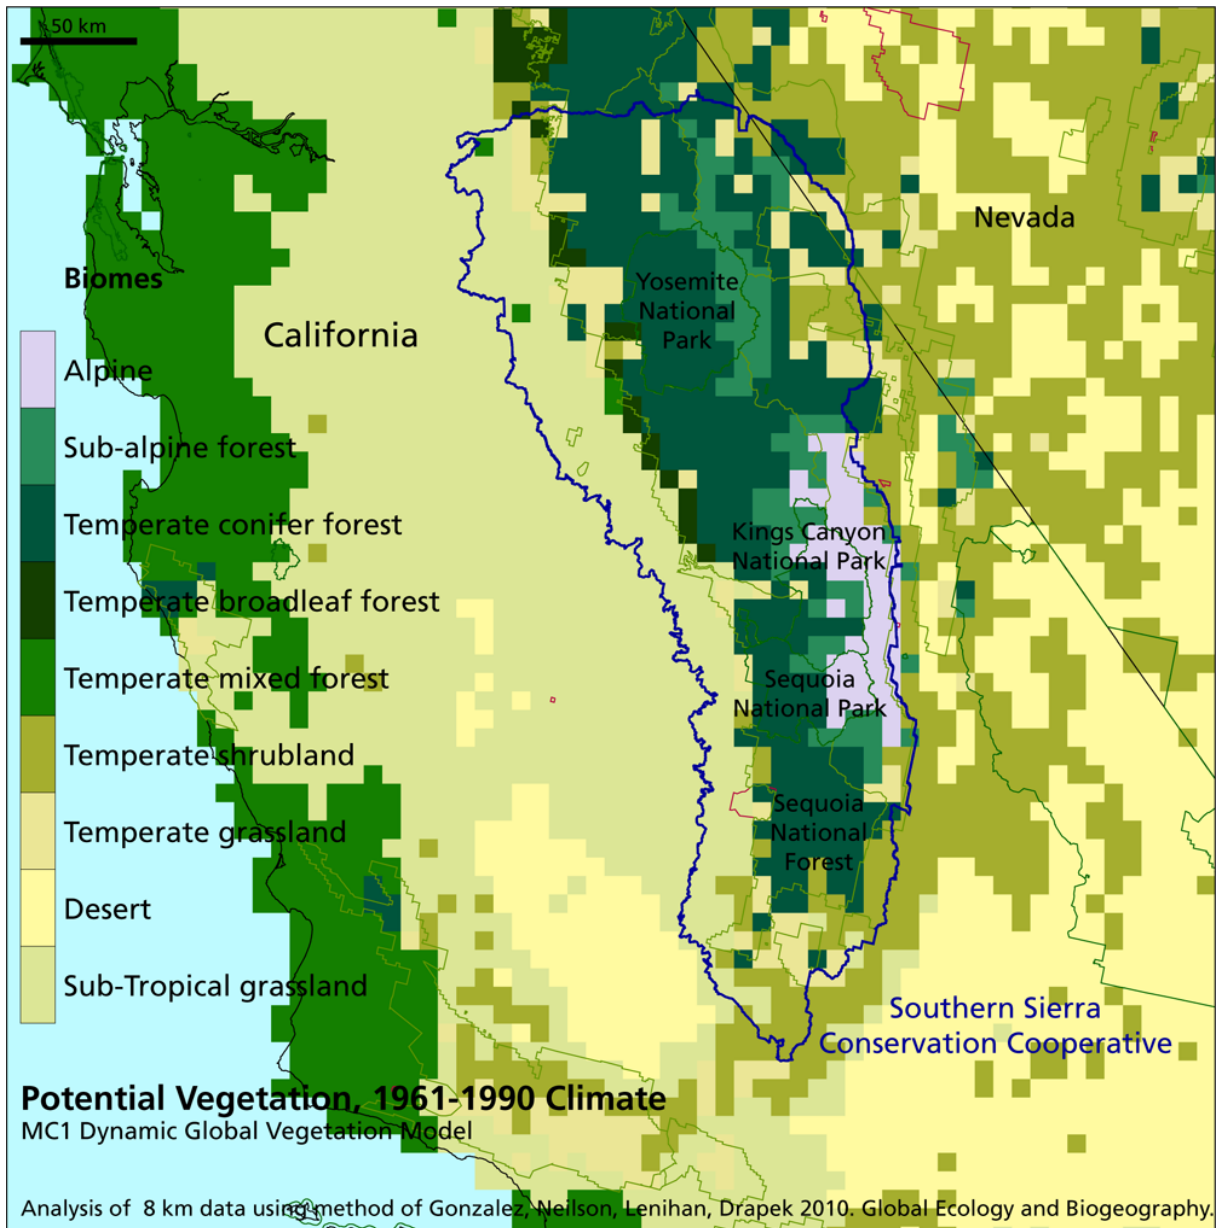 50 km
Nevada
Biomes
Yosemite
National
Park
California
Alpine
Sub-alpine forest
Temperate conifer forest
Kings Canyon
National Park
Temperate broadleaf forest
Temperate mixed forest
Sequoia
National Park
Temperate shrubland
Temperate grassland
Sequoia
National
Forest
Desert
Sub-Tropical grassland
Southern Sierra
Conservation Cooperative
Potential Vegetation, 1961-1990 Climate
MC1 Dynamic Global Vegetation Model
Analysis of 8 km data using method of Gonzalez, Neilson, Lenihan, Drapek 2010. Global Ecology and Biogeography.